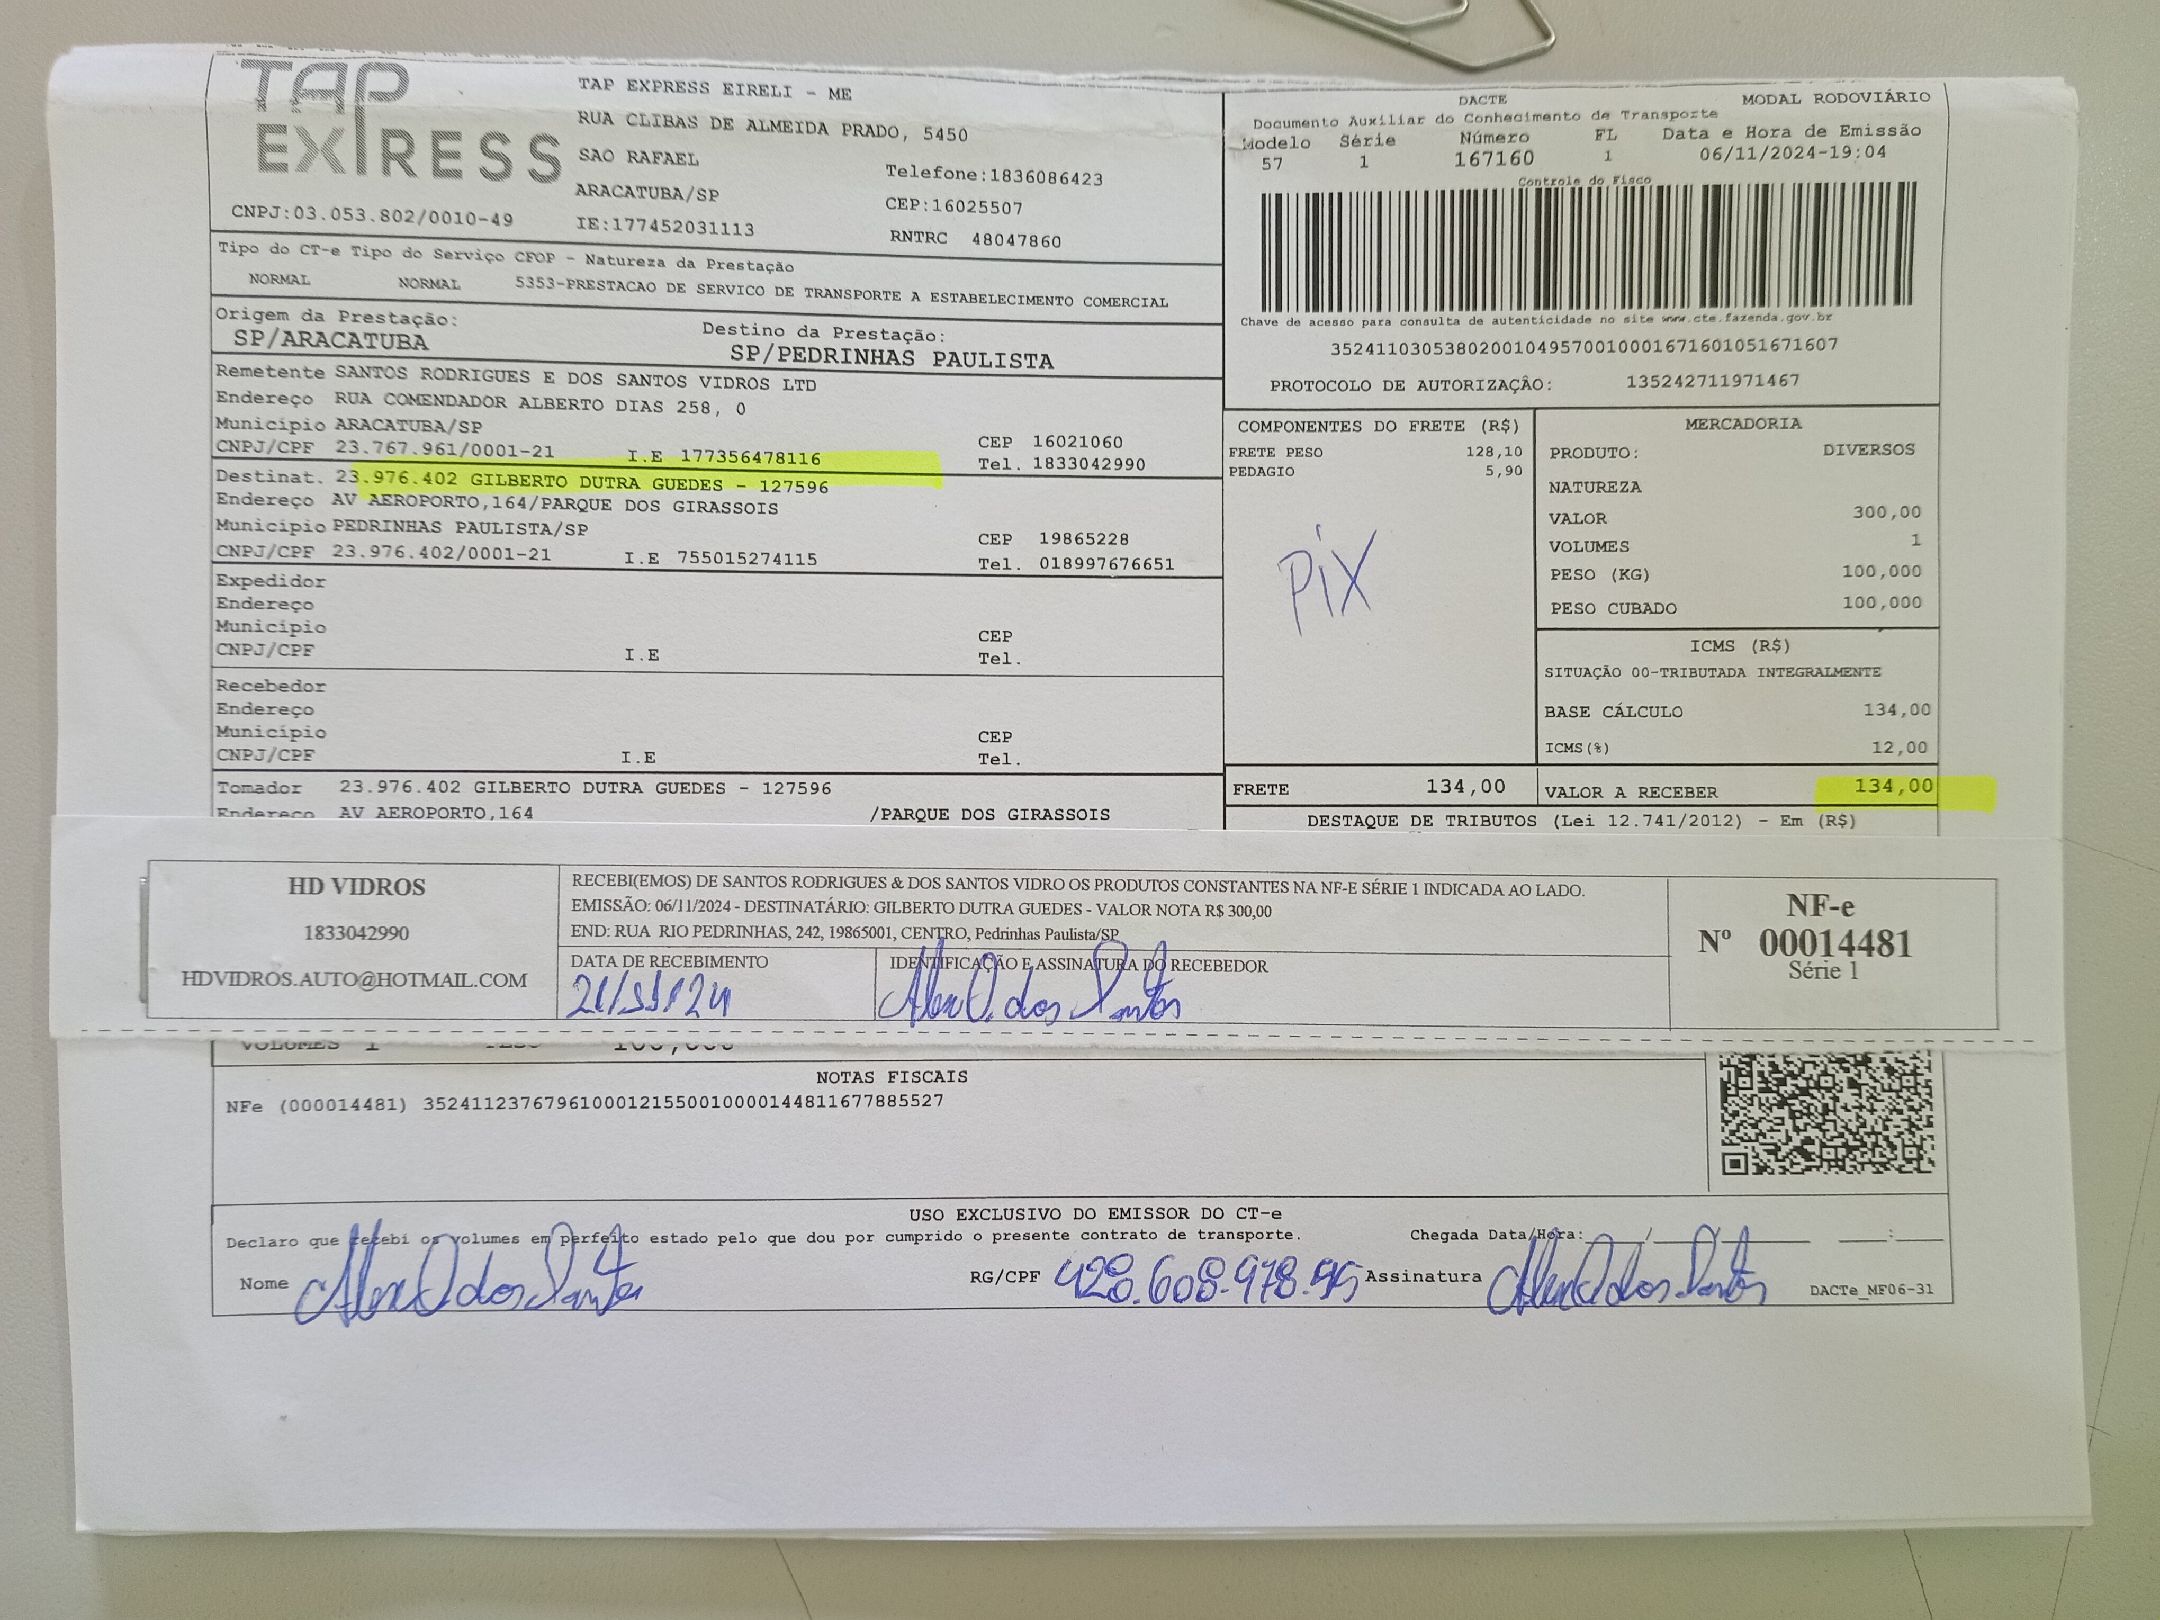 TAP
EXPRESS
TAP EXPRESS EIRELI - ME
RUA CLIBAS DE ALMEIDA PRADO, 5450
SAO RAFAEL
Telefone:1836086423
ARACATUBA/SP
CEP:16025507
CNPJ:03.053.802/0010-49
IE:177452031113
RNTRC 48047860
Tipo do CT-e Tipo do Serviço CFOP - Natureza da Prestação
NORMAL NORMAL 5353-PRESTACAO DE SERVICO DE TRANSPORTE A ESTABELECIMENTO COMERCIAL
Origem da Prestação:
SP/ARACATUBA
Destino da Prestação:
SP/PEDRINHAS PAULISTA
Remetente SANTOS RODRIGUES E DOS SANTOS VIDROS LTD
Endereço RUA COMENDADOR ALBERTO DIAS 258, 0
Município ARACATUBA/SP
CEP 16021060
CNPJ/CPF 23.767.961/0001-21 I.E 177356478116 Tel. 1833042990
Destinat. 23.976.402 GILBERTO DUTRA GUEDES - 127596
Endereço AV AEROPORTO,164/PARQUE DOS GIRASSOIS
Município PEDRINHAS PAULISTA/SP CEP 19865228
CNPJ/CPF 23.976.402/0001-21 I.E 755015274115 Tel. 018997676651
Expedidor
Endereço
Município CEP
CNPJ/CPF I.E Tel.
Recebedor
Endereço
Município CEP
CNPJ/CPF I.E Tel.
Tomador 23.976.402 GILBERTO DUTRA GUEDES - 127596
Endereço AV AEROPORTO,164 /PARQUE DOS GIRASSOIS
DACTE MODAL RODOVIÁRIO
Documento Auxiliar do Conhecimento de Transporte
Modelo Série Número FL Data e Hora de Emissão
57 1 167160 1 06/11/2024-19:04
Controle do Fisco
Chave de acesso para consulta de autenticidade no site www.cte.fazenda.gov.br
35241103053802001049570010001671601051671607
PROTOCOLO DE AUTORIZAÇÂO: 135242711971467
COMPONENTES DO FRETE (R$)
FRETE PESO 128,10
PEDAGIO 5,90
PIX
MERCADORIA
PRODUTO: DIVERSOS
NATUREZA
VALOR 300,00
VOLUMES 1
PESO (KG) 100,000
PESO CUBADO 100,000
ICMS (R$)
SITUAÇÃO 00-TRIBUTADA INTEGRALMENTE
BASE CÁLCULO 134,00
ICMS(%) 12,00
FRETE 134,00 VALOR A RECEBER 134,00
DESTAQUE DE TRIBUTOS (Lei 12.741/2012) - Em (R$)
HD VIDROS
1833042990
HDVIDROS.AUTO@HOTMAIL.COM
RECEBI(EMOS) DE SANTOS RODRIGUES & DOS SANTOS VIDRO OS PRODUTOS CONSTANTES NA NF-E SÉRIE 1 INDICADA AO LADO.
EMISSÃO: 06/11/2024 - DESTINATÁRIO: GILBERTO DUTRA GUEDES - VALOR NOTA R$ 300,00
END: RUA RIO PEDRINHAS, 242, 19865001, CENTRO, Pedrinhas Paulista/SP
DATA DE RECEBIMENTO
21/11/24
IDENTIFICAÇÃO E ASSINATURA DO RECEBEDOR
dos Santos
NF-e
Nº 00014481
Série 1
VOLUMES 1 100,000
NOTAS FISCAIS
NFe (000014481) 35241123767961000121550010000144811677885527
USO EXCLUSIVO DO EMISSOR DO CT-e
Declaro que recebi os volumes em perfeito estado pelo que dou por cumprido o presente contrato de transporte. Chegada Data/Hora:
Nome dos Santos RG/CPF 428.608.978.95 Assinatura dos Santos DACTe_MF06-31